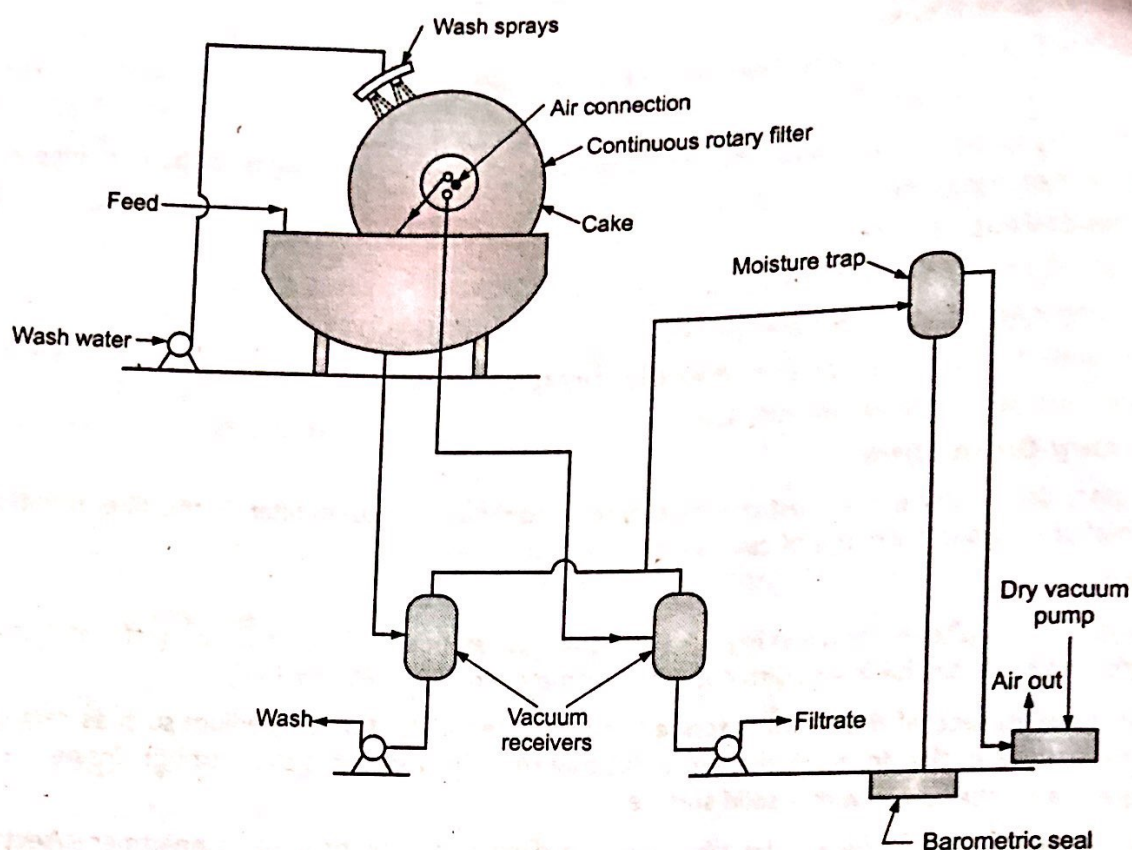 Wash sprays
Air connection
Continuous rotary filter
Feed
Cake
Moisture trap
Wash water
Dry vacuum
pump
Air out
Wash
Vacuum
receivers
Filtrate
Barometric seal